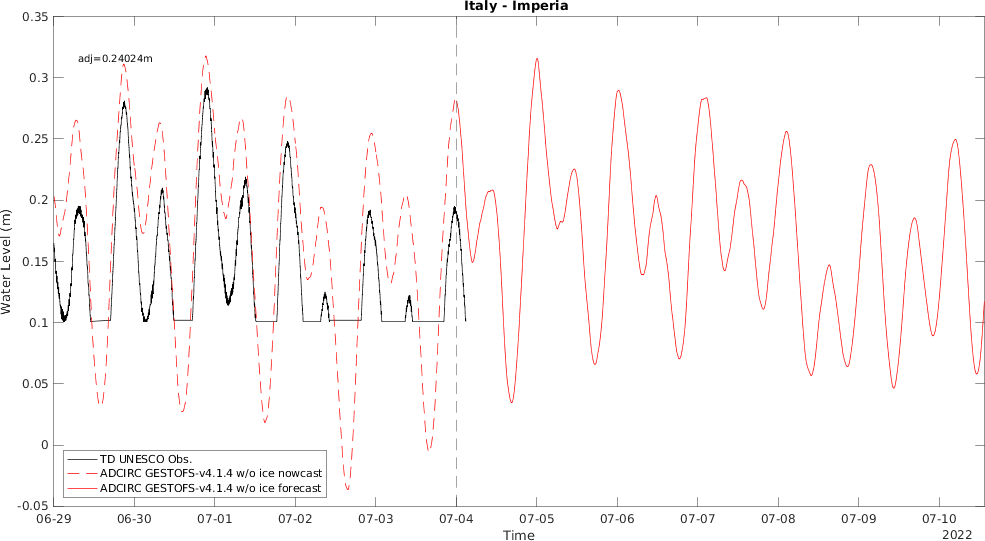 Italy - Imperia
adj=0.24024m
0.35
0.3
0.25
0.2
0.15
0.1
0.05
0
-0.05
Water Level (m)
TD UNESCO Obs.
ADCIRC GESTOFS-v4.1.4 w/o ice nowcast
ADCIRC GESTOFS-v4.1.4 w/o ice forecast
06-29 06-30 07-01 07-02 07-03 07-04 07-05 07-06 07-07 07-08 07-09 07-10
Time
2022